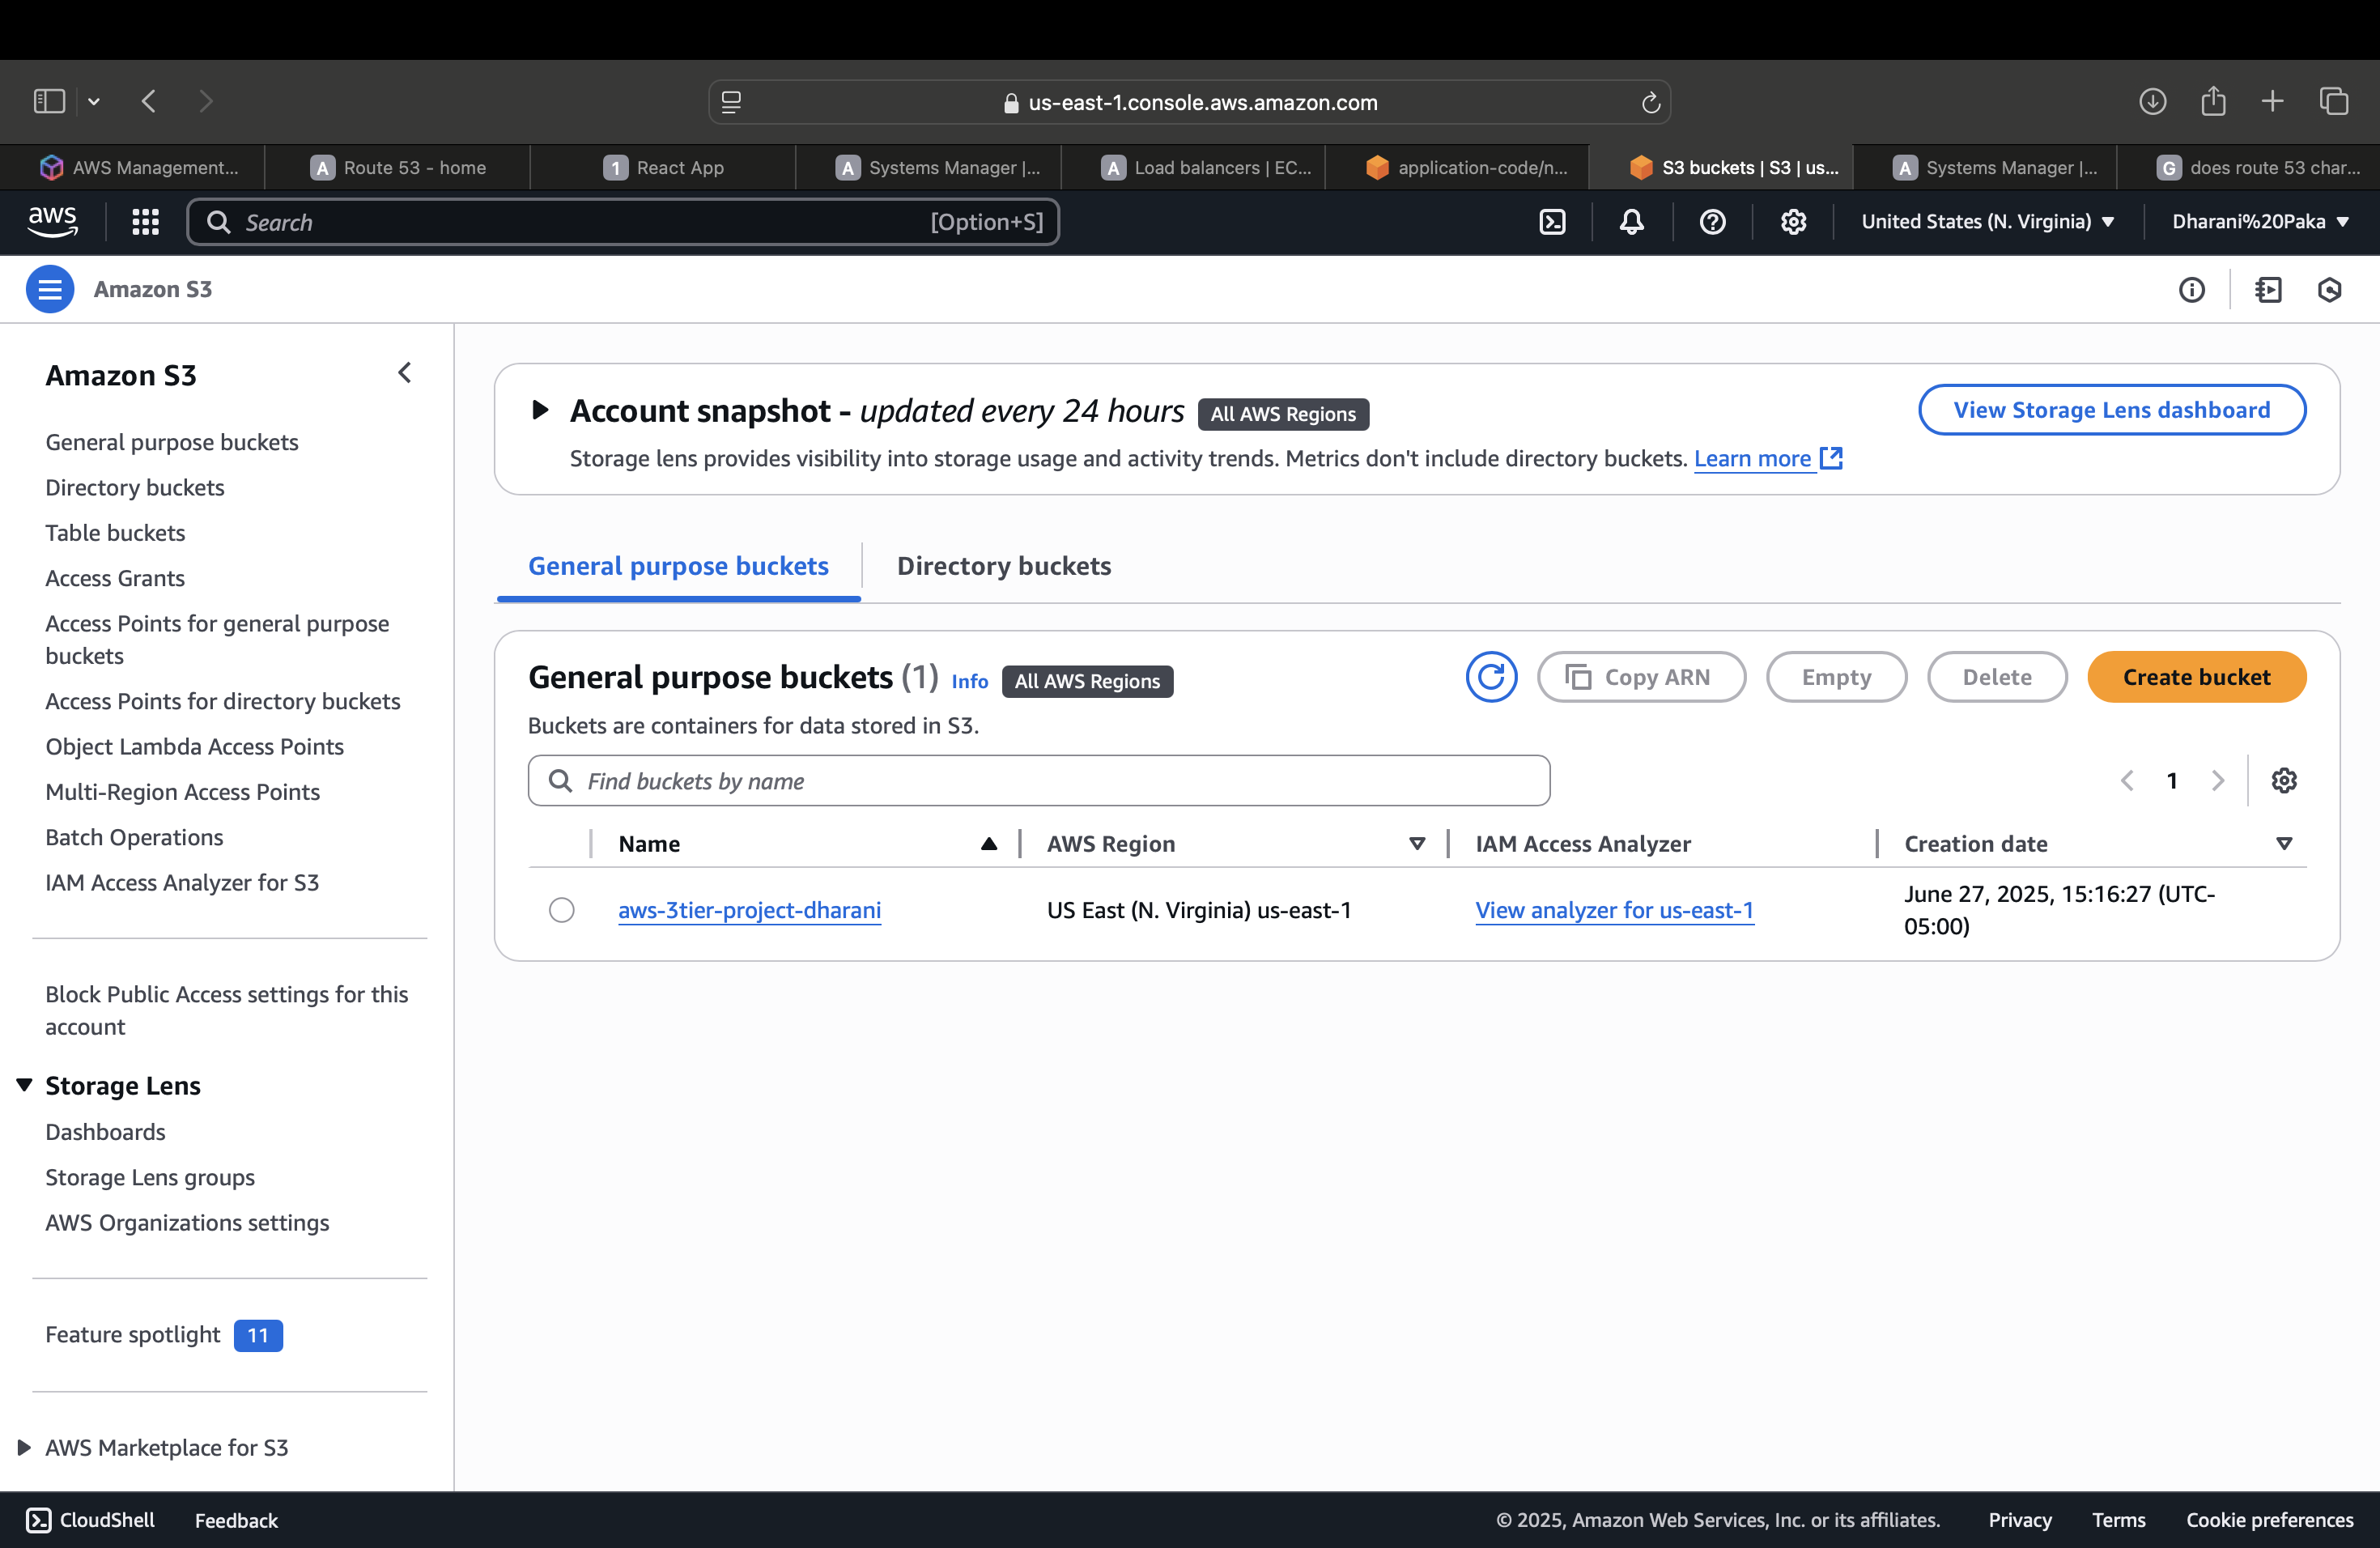 us-east-1.console.aws.amazon.com
AWS Management...
A Route 53 - home
1 React App
A Systems Manager |...
A Load balancers | EC...
application-code/n...
S3 buckets | S3 | us...
A Systems Manager |...
G does route 53 char...
aws
Search
[Option+S]
United States (N. Virginia)
Dharani%20Paka
Amazon S3
Amazon S3
General purpose buckets
Directory buckets
Table buckets
Access Grants
Access Points for general purpose
buckets
Access Points for directory buckets
Object Lambda Access Points
Multi-Region Access Points
Batch Operations
IAM Access Analyzer for S3
Block Public Access settings for this
account
Storage Lens
Dashboards
Storage Lens groups
AWS Organizations settings
Feature spotlight 11
AWS Marketplace for S3
Account snapshot - updated every 24 hours All AWS Regions
View Storage Lens dashboard
Storage lens provides visibility into storage usage and activity trends. Metrics don't include directory buckets. Learn more
General purpose buckets
Directory buckets
General purpose buckets (1) Info All AWS Regions
Copy ARN
Empty
Delete
Create bucket
Buckets are containers for data stored in S3.
Find buckets by name
1
Name
AWS Region
IAM Access Analyzer
Creation date
aws-3tier-project-dharani
US East (N. Virginia) us-east-1
View analyzer for us-east-1
June 27, 2025, 15:16:27 (UTC-
05:00)
CloudShell
Feedback
© 2025, Amazon Web Services, Inc. or its affiliates.
Privacy
Terms
Cookie preferences